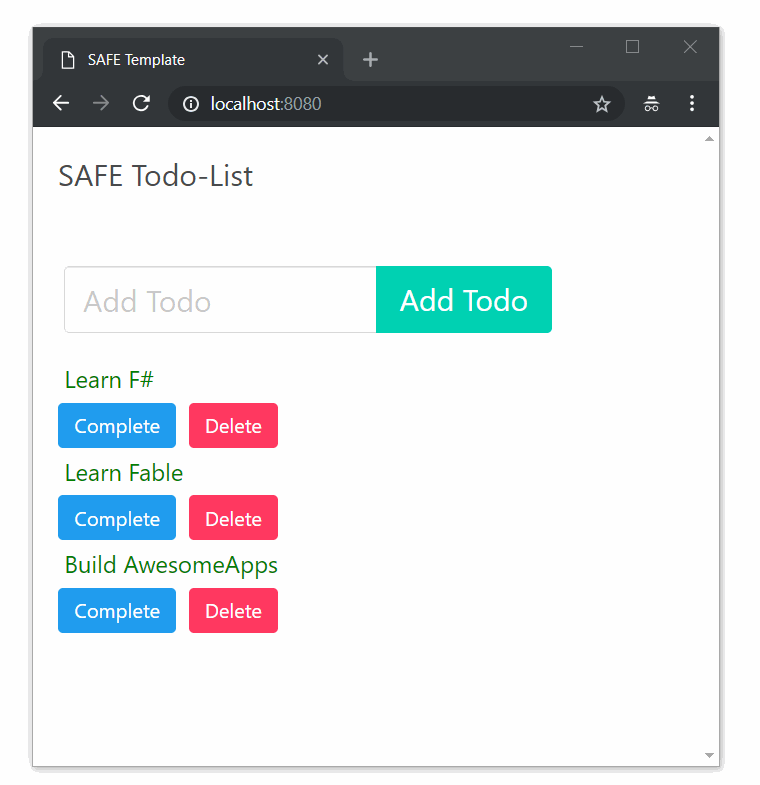 SAFE Template
localhost:8080
SAFE Todo-List
Add Todo Add Todo
Learn F#
Complete Delete
Learn Fable
Complete Delete
Build AwesomeApps
Complete Delete